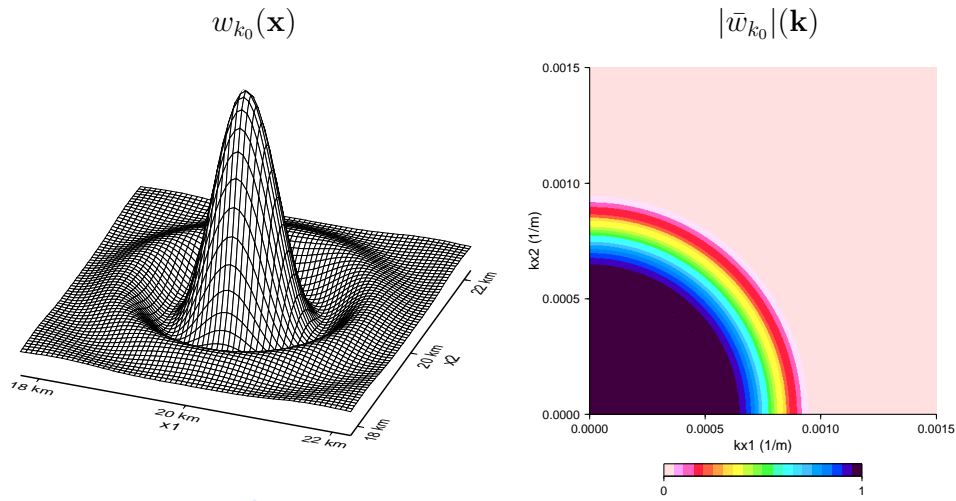 w_{k_0}(x)
|w̄_{k_0}|(k)
18 km
20 km
22 km
x1
18 km
20 km
22 km
x2
0.0015
0.0010
0.0005
0.0000
kx2 (1/m)
0.0000
0.0005
0.0010
0.0015
kx1 (1/m)
0
1